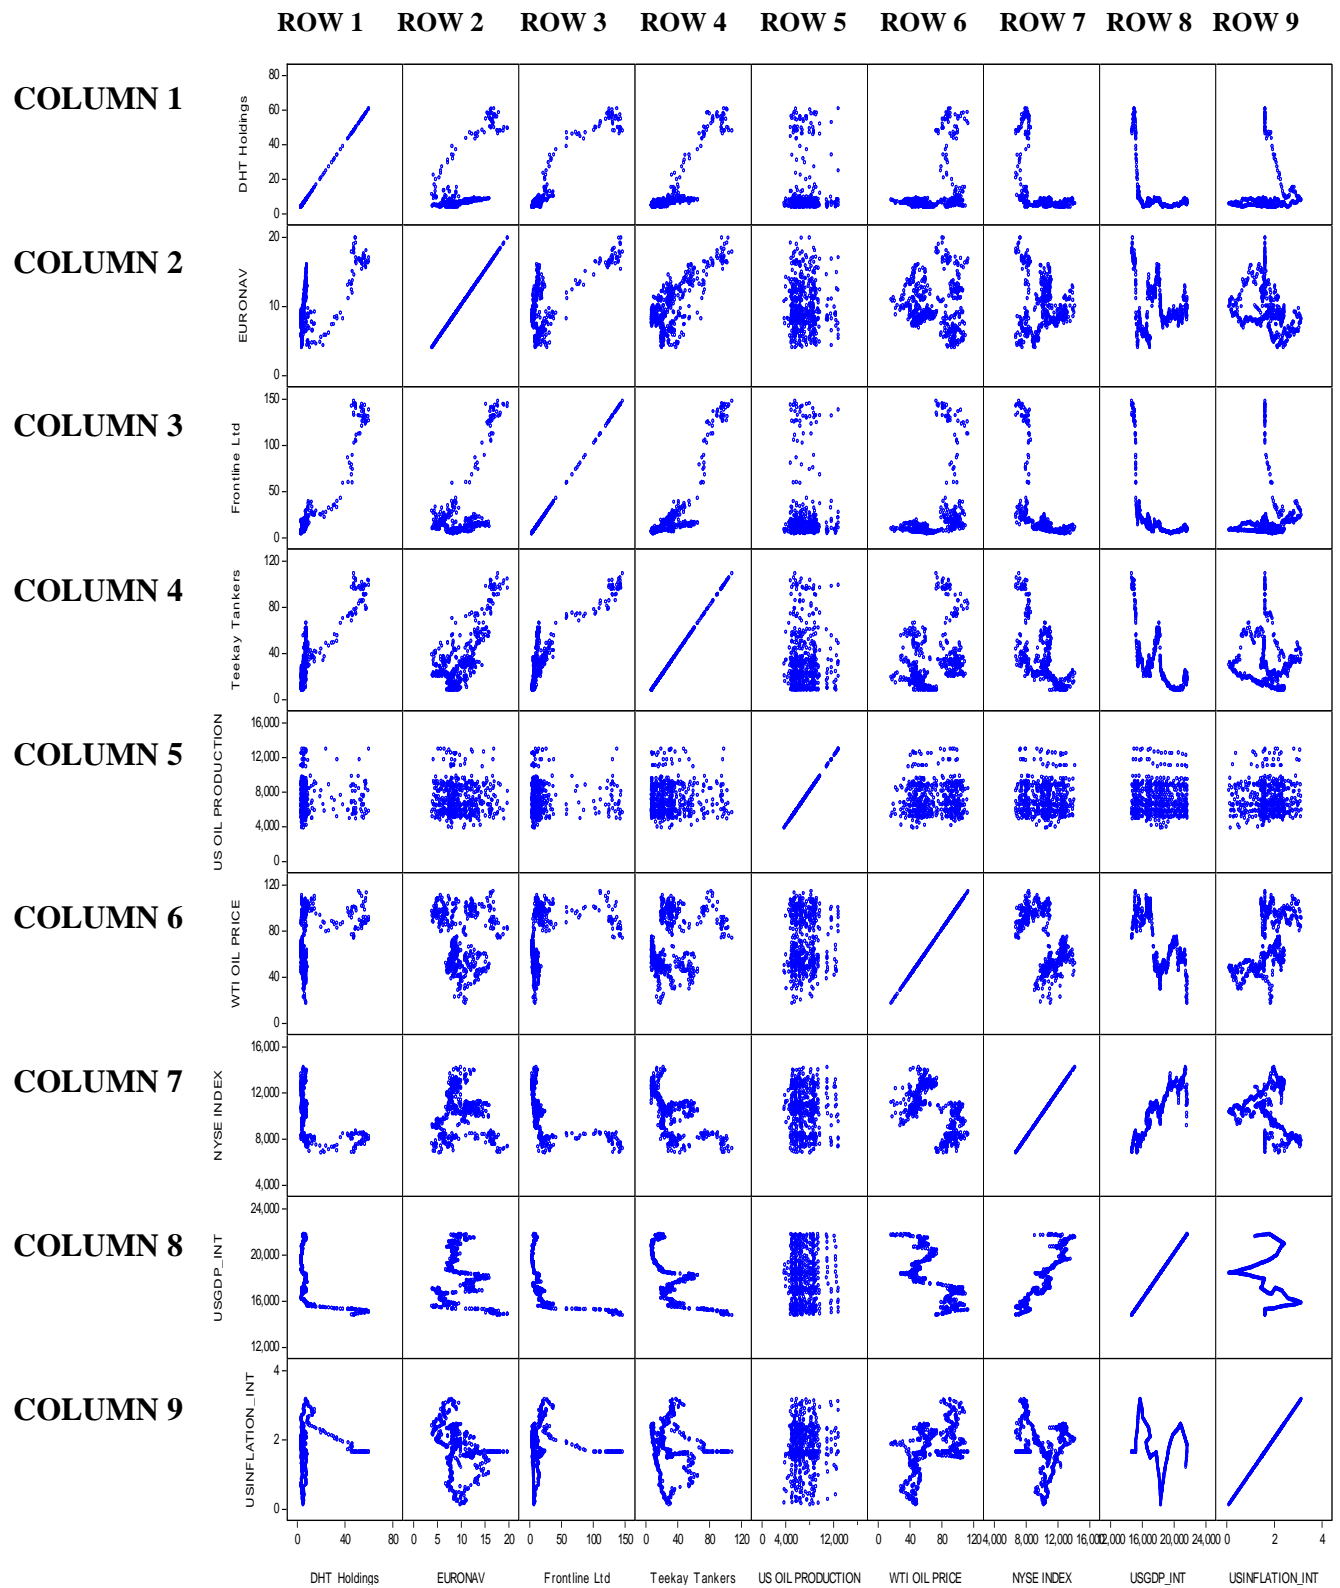 ROW 1 ROW 2 ROW 3 ROW 4 ROW 5 ROW 6 ROW 7 ROW 8 ROW 9
COLUMN 1
DHT Holdings
80
60
40
20
0
COLUMN 2
EURONAV
20
10
0
COLUMN 3
Frontline Ltd
150
100
50
0
COLUMN 4
Teekay Tankers
120
80
40
0
COLUMN 5
US OIL PRODUCTION
16,000
12,000
8,000
4,000
0
COLUMN 6
WTI OIL PRICE
120
80
40
0
COLUMN 7
NYSE INDEX
16,000
12,000
8,000
4,000
COLUMN 8
USGDP_INT
24,000
20,000
16,000
12,000
COLUMN 9
USINFLATION_INT
4
2
0
0 40 80 0 5 10 15 20 0 50 100 150 0 40 80 120 0 4,000 12,000 0 40 80 120 4,000 8,000 12,000 16,000 12,000 16,000 20,000 24,000 0 2 4
DHT Holdings EURONAV Frontline Ltd Teekay Tankers US OIL PRODUCTION WTI OIL PRICE NYSE INDEX USGDP_INT USINFLATION_INT